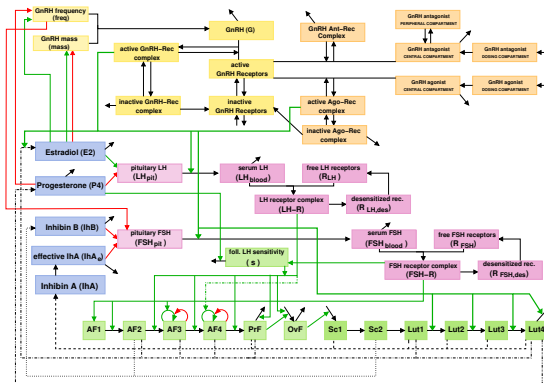 GnRH frequency
(freq)
GnRH mass
(mass)
GnRH (G)
GnRH Ant–Rec
Complex
GnRH antagonist
PERIPHERAL COMPARTMENT
GnRH antagonist
CENTRAL COMPARTMENT
GnRH antagonist
DOSING COMPARTMENT
active GnRH–Rec
complex
active
GnRH Receptors
GnRH agonist
CENTRAL COMPARTMENT
GnRH agonist
DOSING COMPARTMENT
inactive GnRH–Rec
complex
inactive
GnRH Receptors
active Ago–Rec
complex
inactive Ago–Rec
complex
Estradiol (E2)
Progesterone (P4)
pituitary LH
(LHpit)
serum LH
(LHblood)
free LH receptors
(RLH)
LH receptor complex
(LH–R)
desensitized rec.
(R LH,des)
Inhibin B (IhB)
effective IhA (IhA e)
Inhibin A (IhA)
pituitary FSH
(FSHpit)
serum FSH
(FSHblood)
free FSH receptors
(R FSH)
foll. LH sensitivity
(s)
FSH receptor complex
(FSH–R)
desensitized rec.
(R FSH,des)
AF1
AF2
AF3
AF4
PrF
OvF
Sc1
Sc2
Lut1
Lut2
Lut3
Lut4